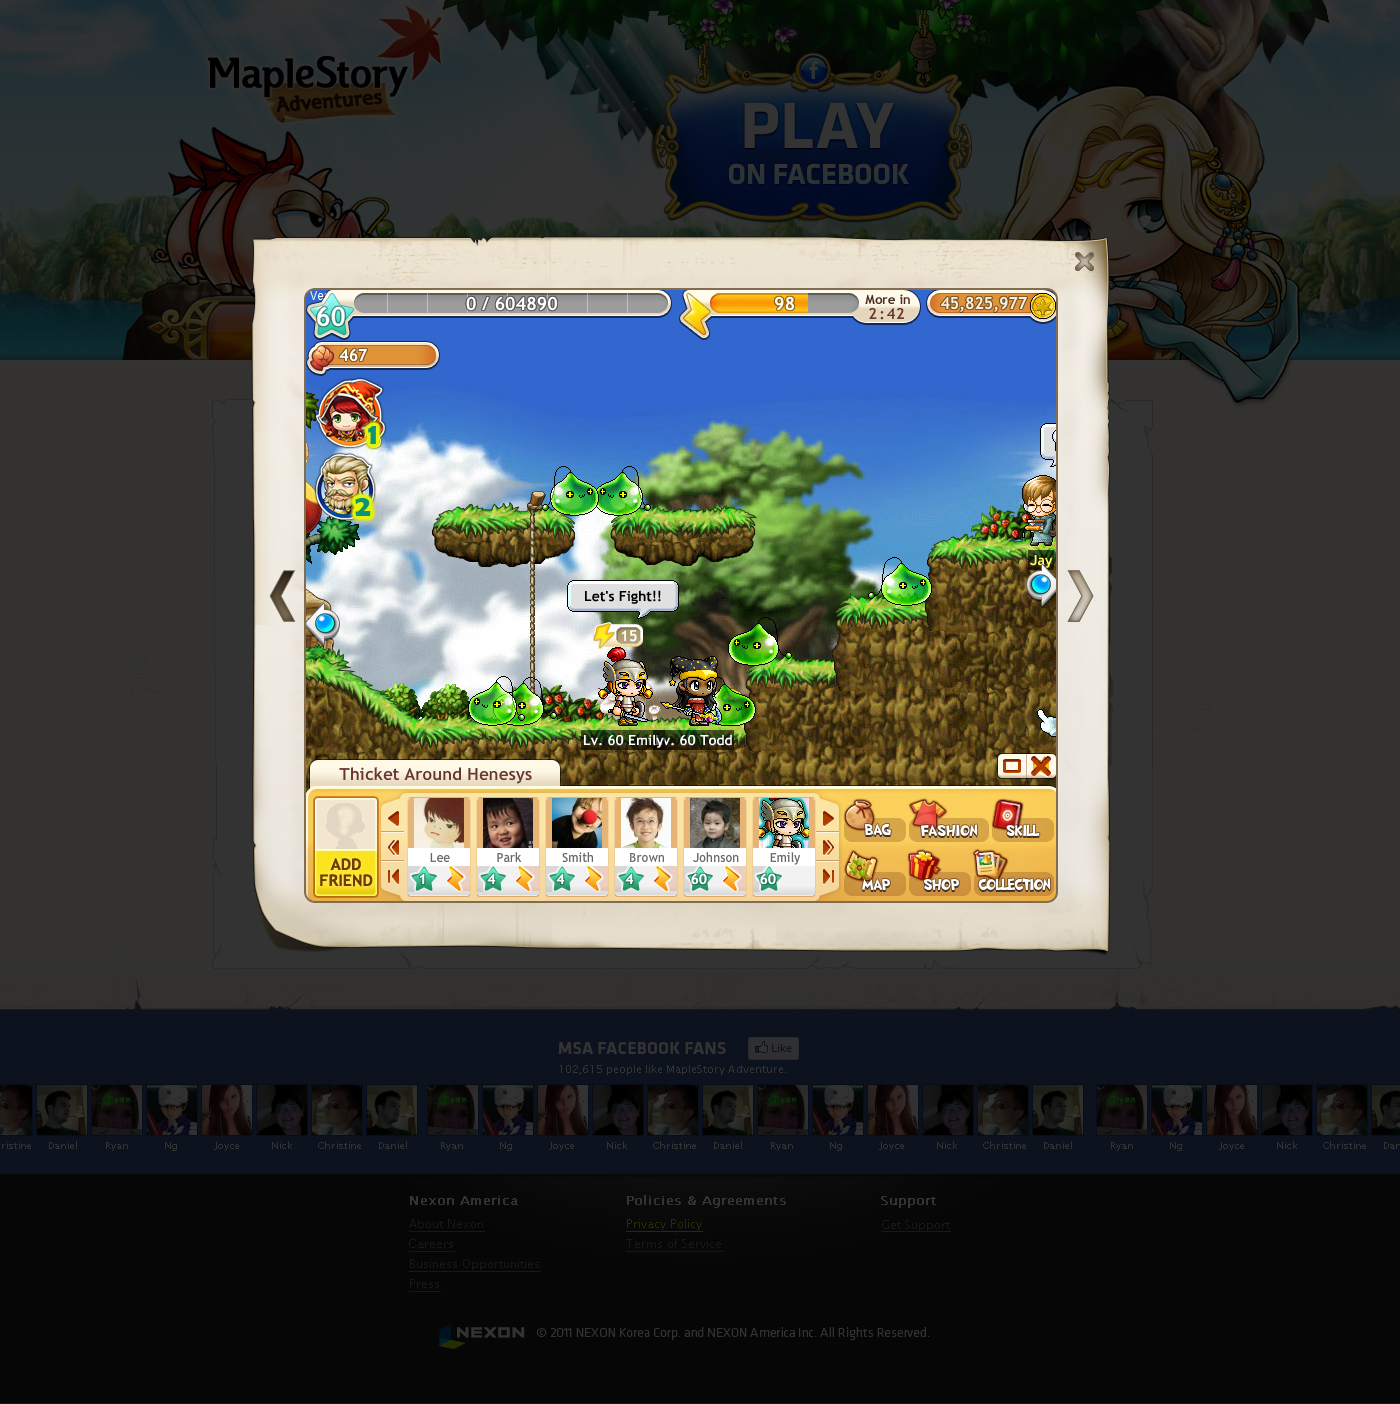 MapleStory
Adventures
PLAY
ON FACEBOOK
60
0 / 604890
98
More in
2:42
45,825,977
467
1
2
Let's Fight!!
15
Jay
Lv. 60 Emilyv. 60 Todd
Thicket Around Henesys
ADD
FRIEND
Lee
Park
Smith
Brown
Johnson
Emily
1
4
4
4
60
60
BAG
FASHION
SKILL
MAP
SHOP
COLLECTION
MSA FACEBOOK FANS
Like
102,615 people like MapleStory Adventure.
ristine Daniel Ryan Ng Joyce Nick Christine Daniel Ryan Ng Joyce Nick Christine Daniel Ryan Ng Joyce Nick Christine Daniel Ryan Ng Joyce Nick Christine Dan
Nexon America
About Nexon
Careers
Business Opportunities
Press
Policies & Agreements
Privacy Policy
Terms of Service
Support
Get Support
NEXON
© 2011 NEXON Korea Corp. and NEXON America Inc. All Rights Reserved.